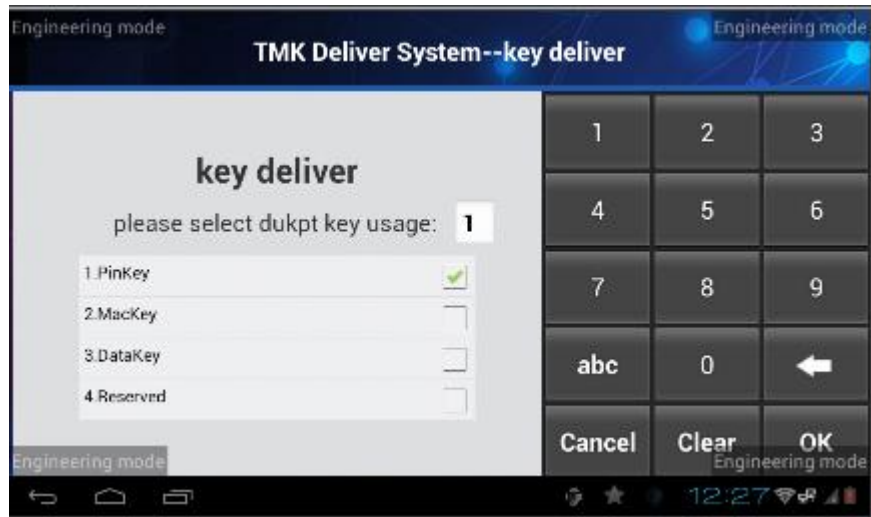 Engineering mode
Engineering mode
TMK Deliver System--key deliver
key deliver
please select dukpt key usage: 1
1.PinKey
2.MacKey
3.DataKey
4.Reserved
1 2 3
4 5 6
7 8 9
abc 0
Cancel Clear OK
Engineering mode
Engineering mode
12:27